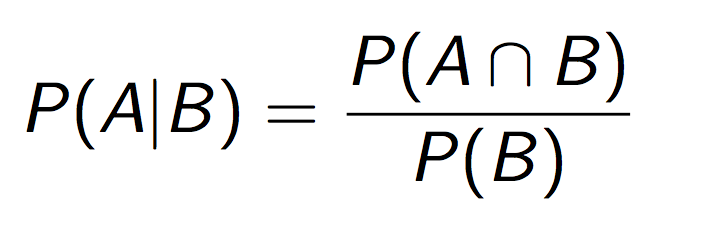 P(A|B) = P(A ∩ B) / P(B)